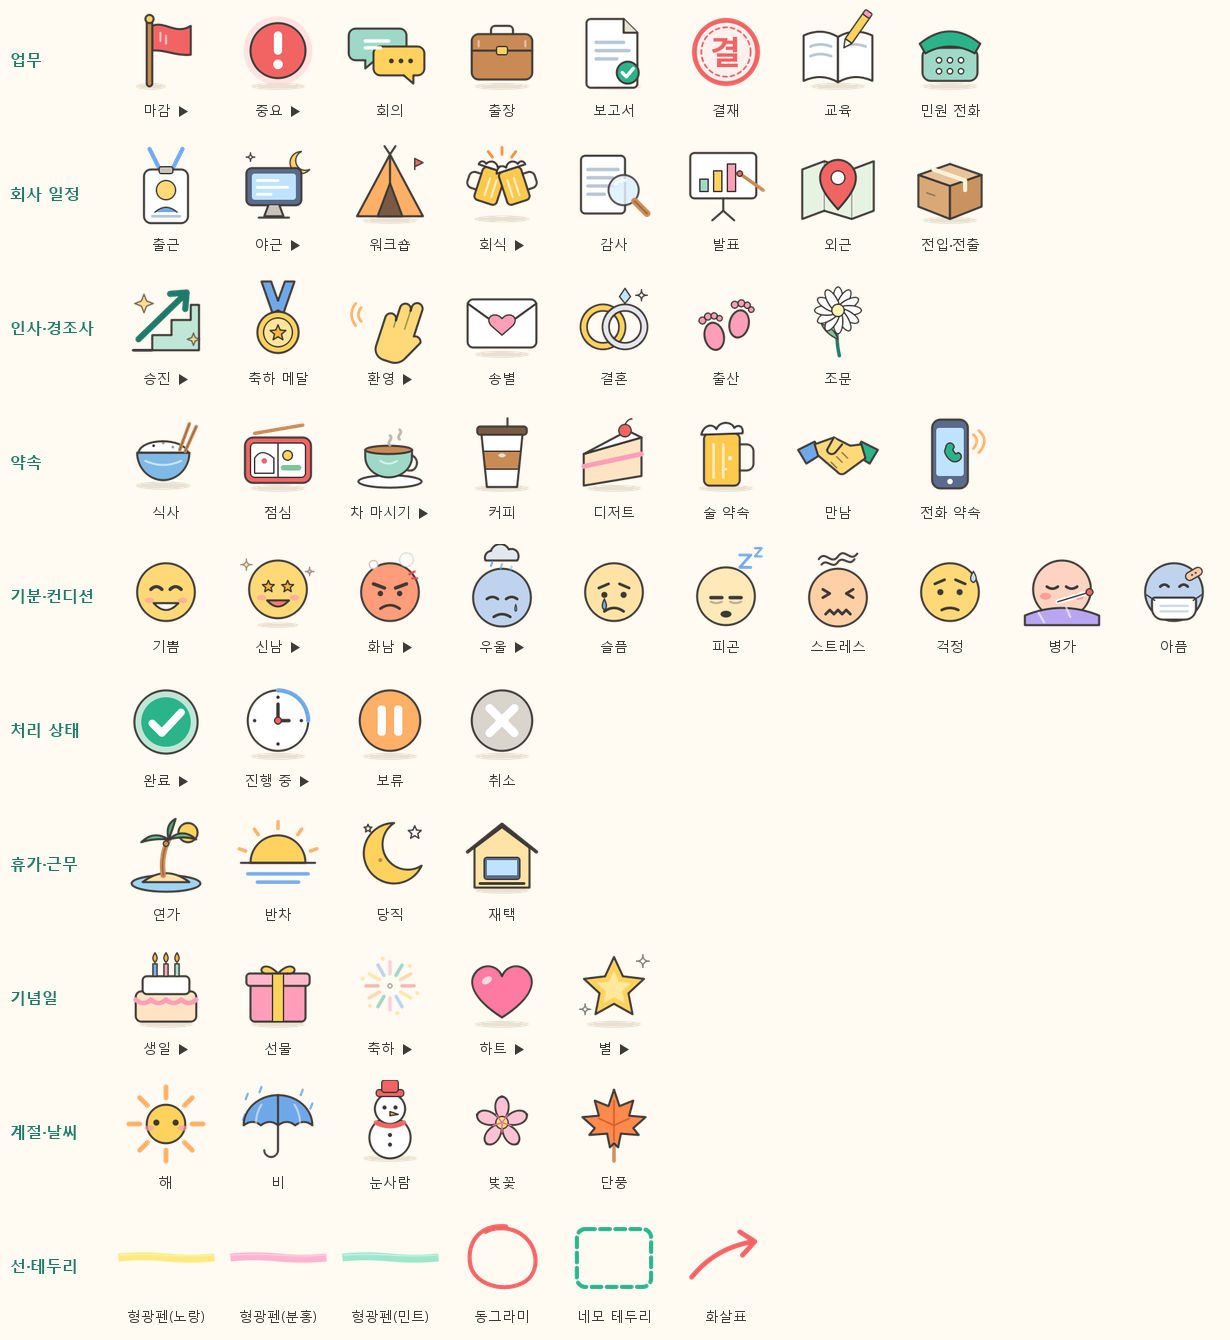 업무
결
마감 ▶ 중요 ▶ 회의 출장 보고서 결재 교육 민원 전화
회사 일정
출근 야근 ▶ 워크숍 회식 ▶ 감사 발표 외근 전입·전출
인사·경조사
승진 ▶ 축하 메달 환영 ▶ 송별 결혼 출산 조문
약속
식사 점심 차 마시기 ▶ 커피 디저트 술 약속 만남 전화 약속
zz
기분·컨디션
기쁨 신남 ▶ 화남 ▶ 우울 ▶ 슬픔 피곤 스트레스 걱정 병가 아픔
처리 상태
완료 ▶ 진행 중 ▶ 보류 취소
휴가·근무
연가 반차 당직 재택
기념일
생일 ▶ 선물 축하 ▶ 하트 ▶ 별 ▶
계절·날씨
해 비 눈사람 벚꽃 단풍
선·테두리
형광펜(노랑) 형광펜(분홍) 형광펜(민트) 동그라미 네모 테두리 화살표